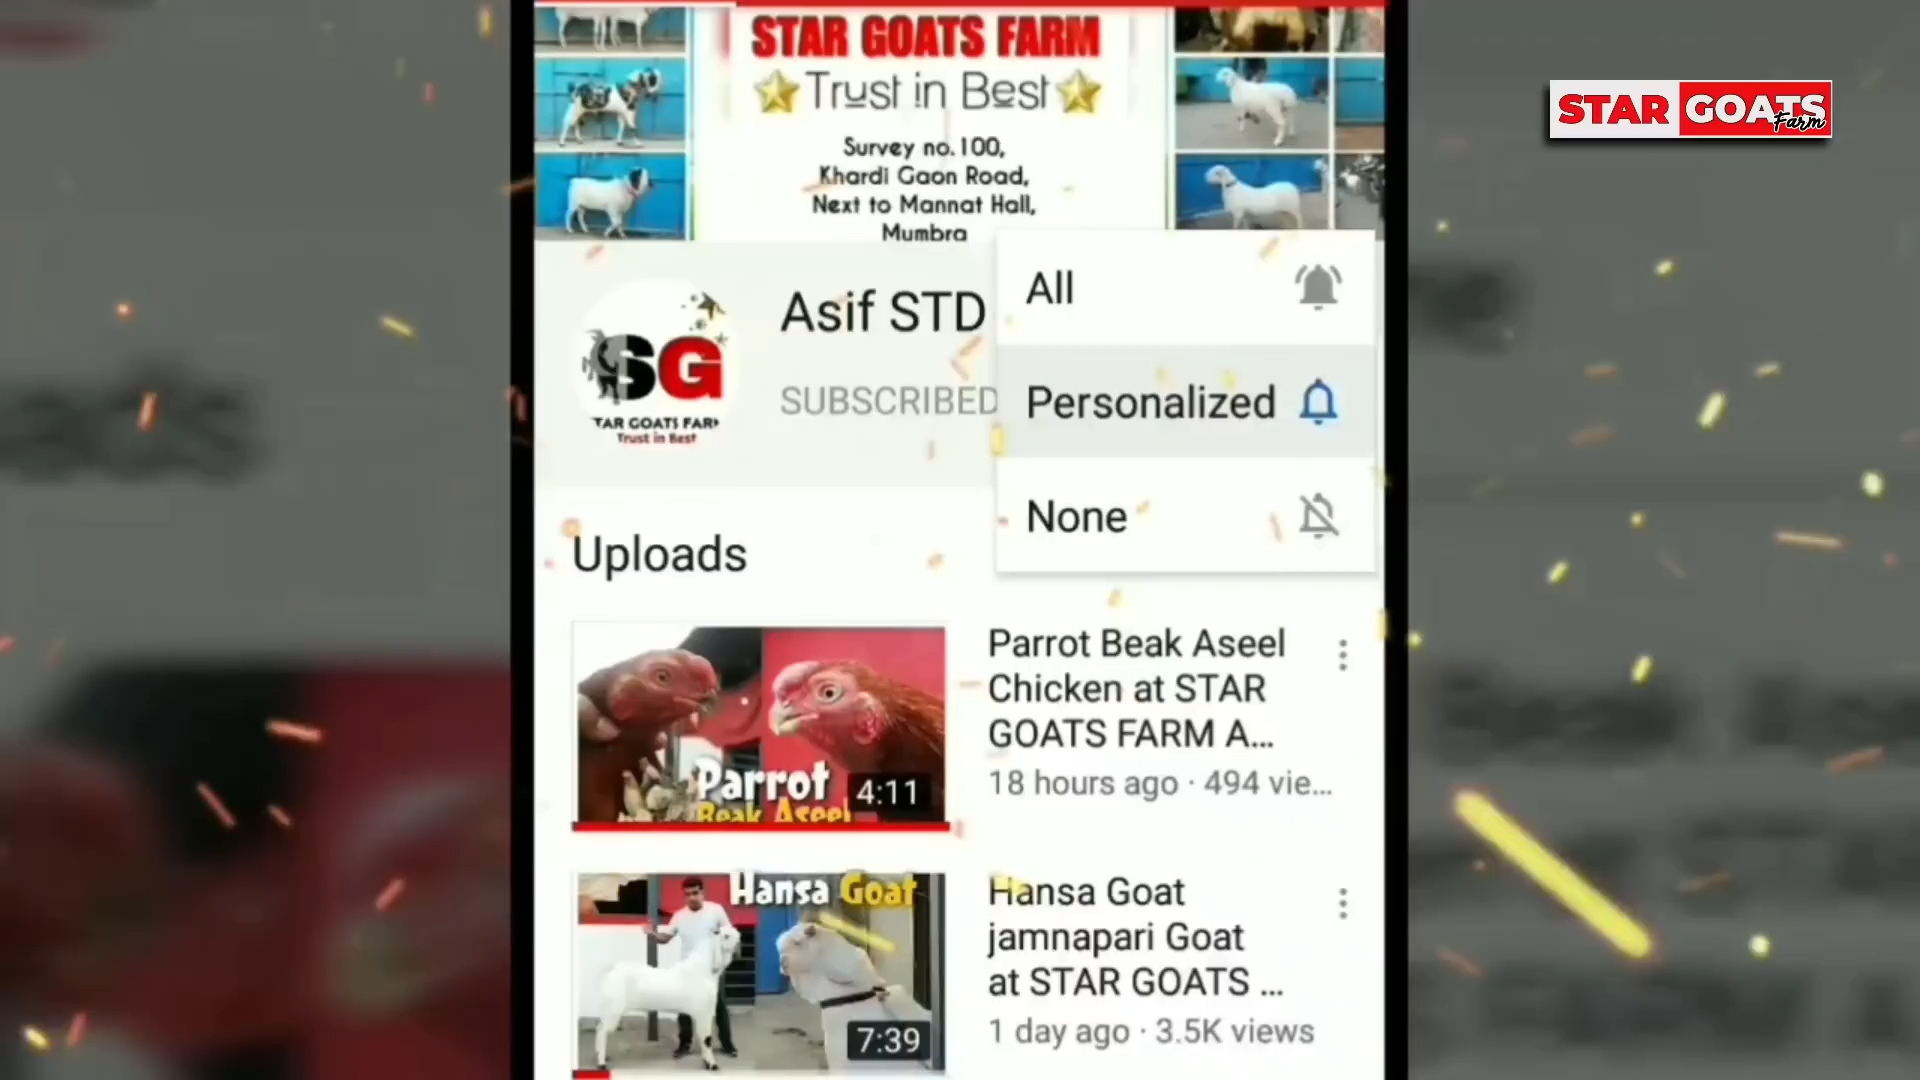 STAR GOATS FARM
Trust in Best
Survey no.100,
Khardi Gaon Road,
Next to Mannat Hall,
Mumbra
STAR GOATS
Farm
All
Asif STD
Personalized
SUBSCRIBED
SG
TAR GOATS FAR
Trust in Best
None
Uploads
Parrot Beak Aseel
Chicken at STAR
GOATS FARM A...
18 hours ago · 494 vie...
Parrot
Beak Aseel
4:11
Hansa Goat
jamnapari Goat
at STAR GOATS ...
1 day ago · 3.5K views
Hansa Goat
7:39